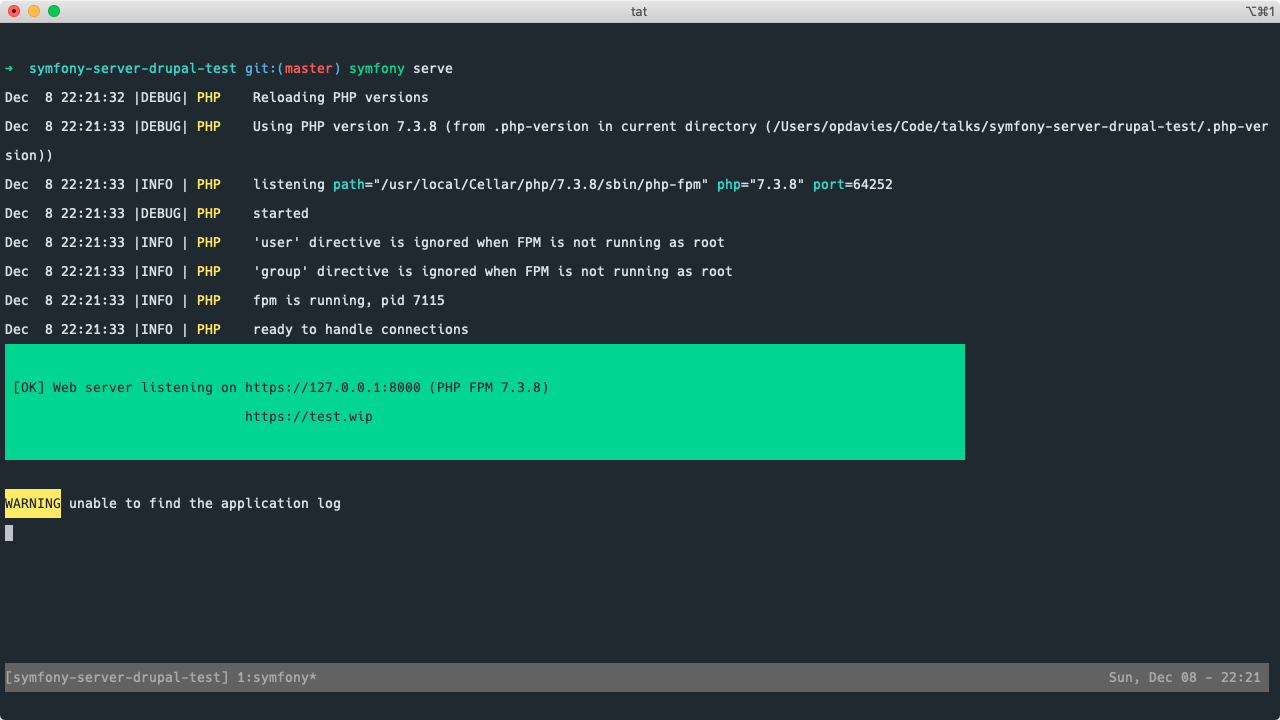 tat
⌥⌘1
➜  symfony-server-drupal-test git:(master) symfony serve
Dec  8 22:21:32 |DEBUG| PHP    Reloading PHP versions
Dec  8 22:21:33 |DEBUG| PHP    Using PHP version 7.3.8 (from .php-version in current directory (/Users/opdavies/Code/talks/symfony-server-drupal-test/.php-ver
sion))
Dec  8 22:21:33 |INFO | PHP    listening path="/usr/local/Cellar/php/7.3.8/sbin/php-fpm" php="7.3.8" port=64252
Dec  8 22:21:33 |DEBUG| PHP    started
Dec  8 22:21:33 |INFO | PHP    'user' directive is ignored when FPM is not running as root
Dec  8 22:21:33 |INFO | PHP    'group' directive is ignored when FPM is not running as root
Dec  8 22:21:33 |INFO | PHP    fpm is running, pid 7115
Dec  8 22:21:33 |INFO | PHP    ready to handle connections
[OK] Web server listening on https://127.0.0.1:8000 (PHP FPM 7.3.8)
https://test.wip
WARNING unable to find the application log
[symfony-server-drupal-test] 1:symfony*
Sun, Dec 08 - 22:21